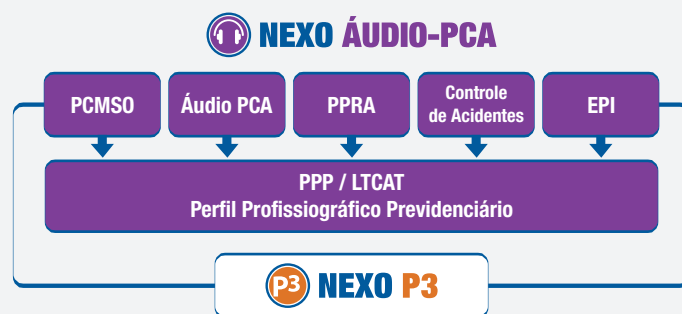 NEXO ÁUDIO-PCA
PCMSO
Áudio PCA
PPRA
Controle
de Acidentes
EPI
PPP / LTCAT
Perfil Profissiográfico Previdenciário
P3 NEXO P3